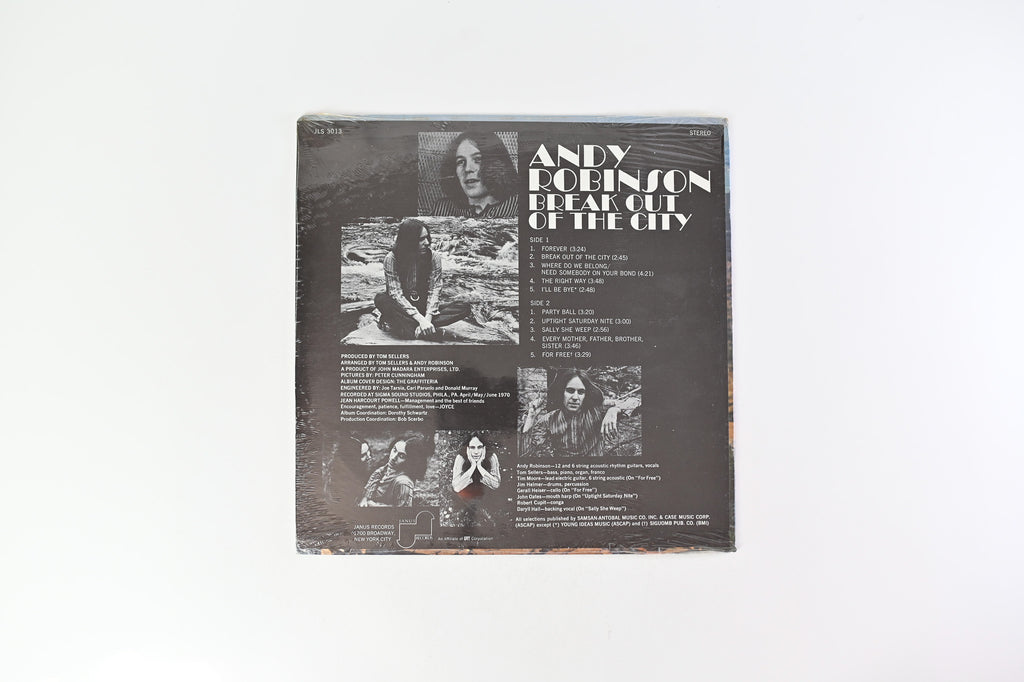 JLS 3013
STEREO
ANDY
ROBINSON
BREAK OUT
OF THE CITY
SIDE 1
1. FOREVER (3:24)
2. BREAK OUT OF THE CITY (2:45)
3. WHERE DO WE BELONG/
NEED SOMEBODY ON YOUR BOND (4:21)
4. THE RIGHT WAY (3:48)
5. I'LL BE BYE* (2:48)
SIDE 2
1. PARTY BALL (3:20)
2. UPTIGHT SATURDAY NITE (3:00)
3. SALLY SHE WEEP (2:56)
4. EVERY MOTHER, FATHER, BROTHER,
SISTER (3:46)
5. FOR FREE† (3:29)
PRODUCED BY TOM SELLERS
ARRANGED BY TOM SELLERS & ANDY ROBINSON
A PRODUCT OF JOHN MADARA ENTERPRISES, LTD.
PICTURES BY: PETER CUNNINGHAM
ALBUM COVER DESIGN: THE GRAFFITERIA
ENGINEERED BY: Joe Tarsia, Carl Paruolo and Donald Murray
RECORDED AT SIGMA SOUND STUDIOS, PHILA., PA. April/May/June 1970
JEAN HARCOURT POWELL—Management and the best of friends
Encouragement, patience, fulfillment, love—JOYCE
Album Coordination: Dorothy Schwartz
Production Coordination: Bob Scerbo
Andy Robinson—12 and 6 string acoustic rhythm guitars, vocals
Tom Sellers—bass, piano, organ, franco
Tim Moore—lead electric guitar, 6 string acoustic (On "For Free")
Jim Helmer—drums, percussion
Gerall Heiser—cello (On "For Free")
John Oates—mouth harp (On "Uptight Saturday Nite")
Robert Cupit—conga
Daryll Hall—backing vocal (On "Sally She Weep")
All selections published by SAMSAN-ANTOBAL MUSIC CO. INC. & CASE MUSIC CORP.
(ASCAP) except (*) YOUNG IDEAS MUSIC (ASCAP) and (†) SIQUOMB PUB. CO. (BMI)
JANUS RECORDS
1700 BROADWAY,
NEW YORK CITY
JANUS
RECORDS
An Affiliate of GRT Corporation